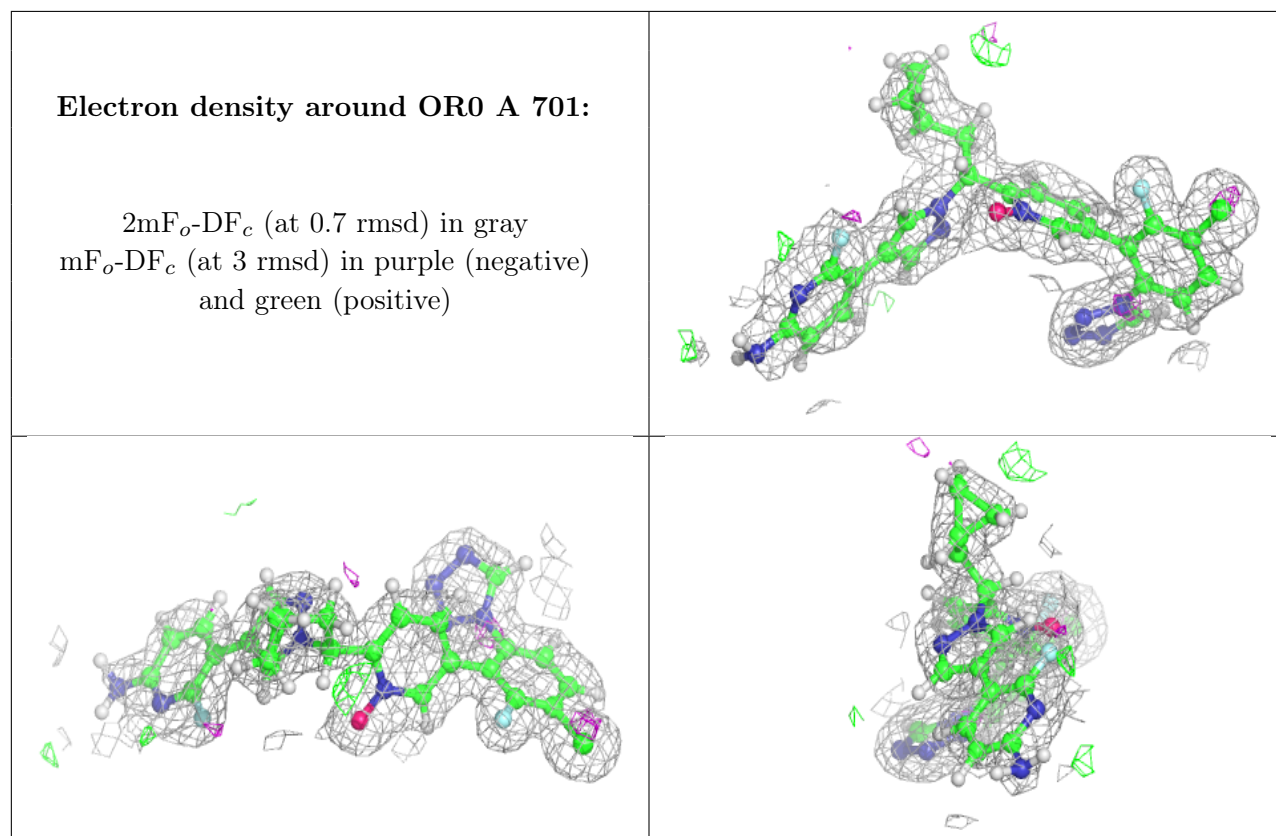 Electron density around OR0 A 701:
2mFo-DFc (at 0.7 rmsd) in gray
mFo-DFc (at 3 rmsd) in purple (negative)
and green (positive)